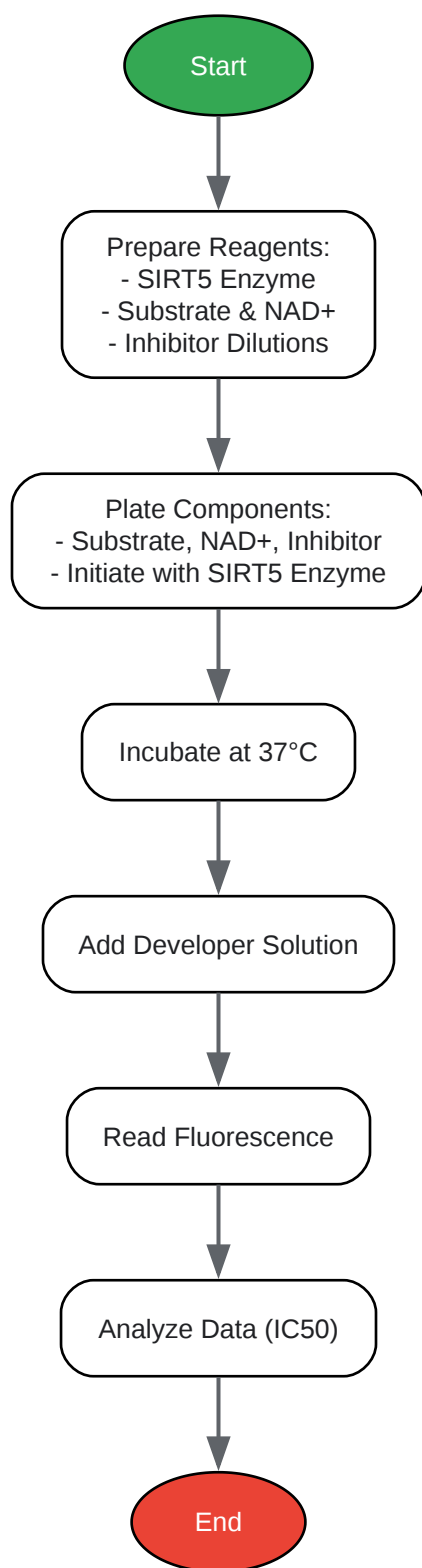 Start
Prepare Reagents:
- SIRT5 Enzyme
- Substrate & NAD+
- Inhibitor Dilutions
Plate Components:
- Substrate, NAD+, Inhibitor
- Initiate with SIRT5 Enzyme
Incubate at 37°C
Add Developer Solution
Read Fluorescence
Analyze Data (IC50)
End